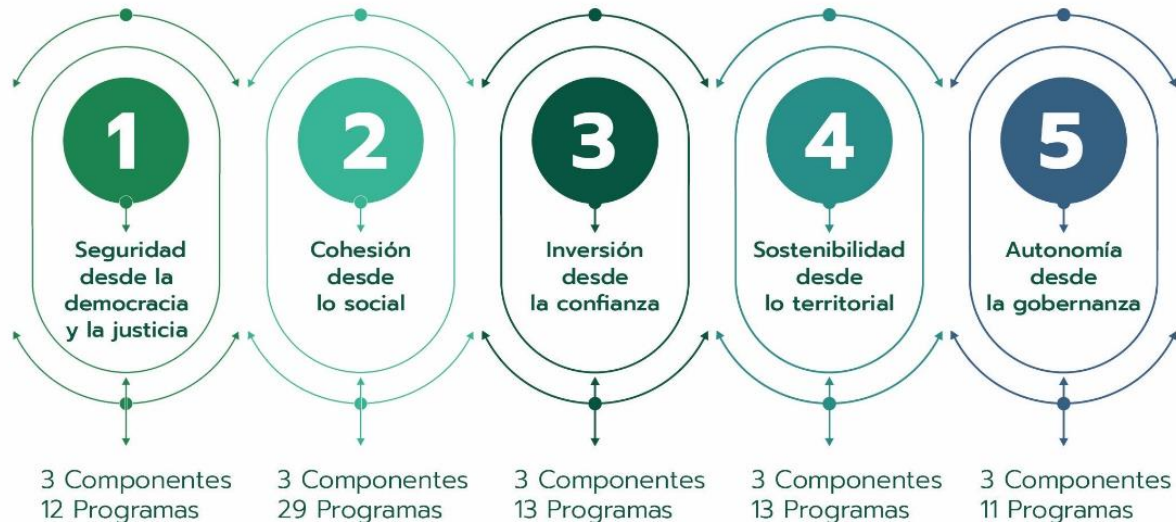 1
Seguridad
desde la
democracia
y la justicia
3 Componentes
12 Programas
2
Cohesión
desde
lo social
3 Componentes
29 Programas
3
Inversión
desde
la confianza
3 Componentes
13 Programas
4
Sostenibilidad
desde
lo territorial
3 Componentes
13 Programas
5
Autonomía
desde
la gobernanza
3 Componentes
11 Programas